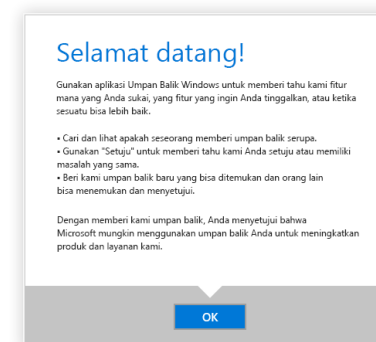 Selamat datang!
Gunakan aplikasi Umpan Balik Windows untuk memberi tahu kami fitur
mana yang Anda sukai, yang fitur yang ingin Anda tinggalkan, atau ketika
sesuatu bisa lebih baik.
• Cari dan lihat apakah seseorang memberi umpan balik serupa.
• Gunakan "Setuju" untuk memberi tahu kami Anda setuju atau memiliki
masalah yang sama.
• Beri kami umpan balik baru yang bisa ditemukan dan orang lain
bisa menemukan dan menyetujui.
Dengan memberi kami umpan balik, Anda menyetujui bahwa
Microsoft mungkin menggunakan umpan balik Anda untuk meningkatkan
produk dan layanan kami.
OK